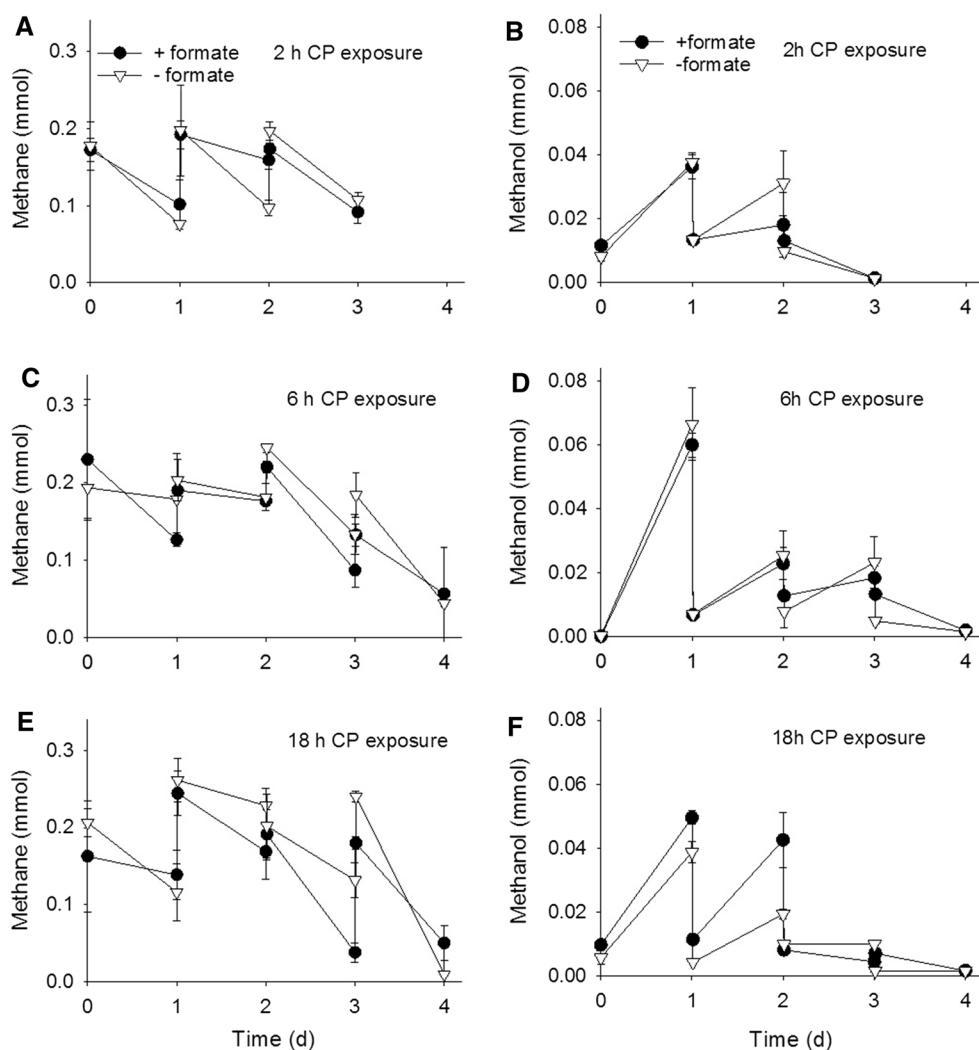 A
Methane (mmol)
0.3
0.2
0.1
0.0
+ formate
- formate
2 h CP exposure
0 1 2 3 4
B
Methanol (mmol)
0.08
0.06
0.04
0.02
0.00
+formate
-formate
2h CP exposure
0 1 2 3 4
C
Methane (mmol)
0.3
0.2
0.1
0.0
6 h CP exposure
0 1 2 3 4
D
Methanol (mmol)
0.08
0.06
0.04
0.02
0.00
6h CP exposure
0 1 2 3 4
E
Methane (mmol)
0.3
0.2
0.1
0.0
18 h CP exposure
0 1 2 3 4
Time (d)
F
Methanol (mmol)
0.08
0.06
0.04
0.02
0.00
18h CP exposure
0 1 2 3 4
Time (d)